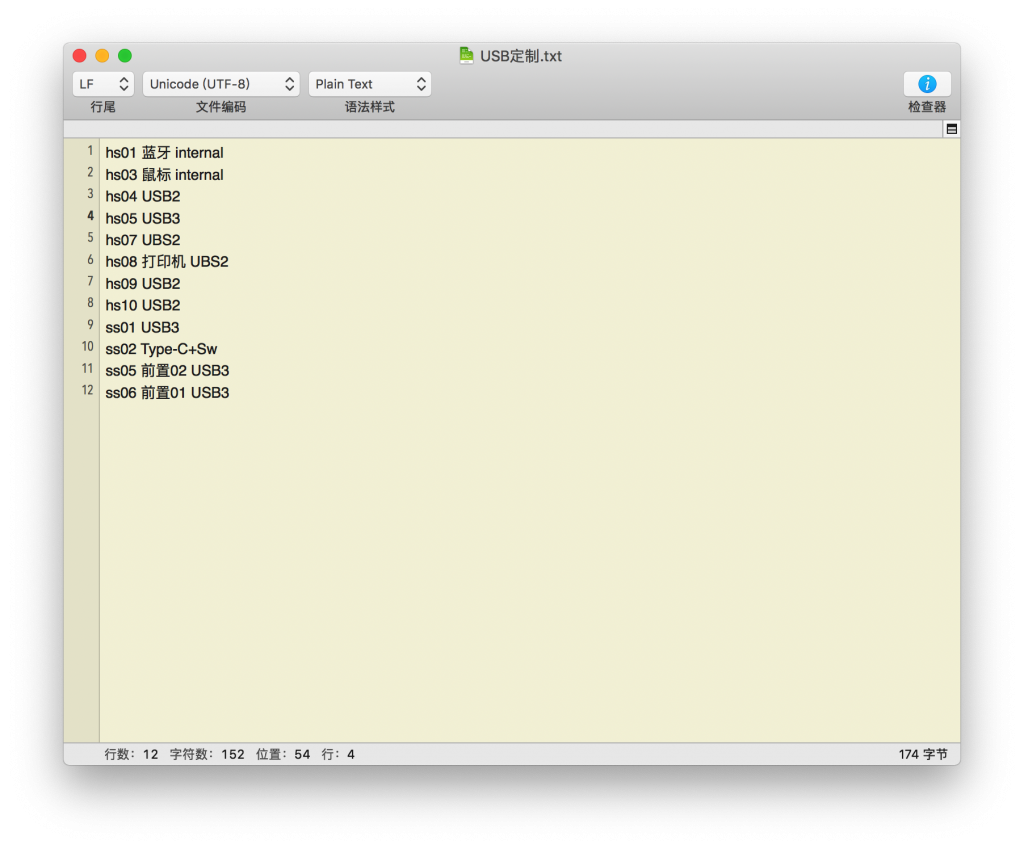 USB定制.txt
LF Unicode (UTF-8) Plain Text
行尾 文件编码 语法样式 检查器
1 hs01 蓝牙 internal
2 hs03 鼠标 internal
3 hs04 USB2
4 hs05 USB3
5 hs07 UBS2
6 hs08 打印机 UBS2
7 hs09 USB2
8 hs10 USB2
9 ss01 USB3
10 ss02 Type-C+Sw
11 ss05 前置02 USB3
12 ss06 前置01 USB3
行数: 12 字符数: 152 位置: 54 行: 4 174 字节